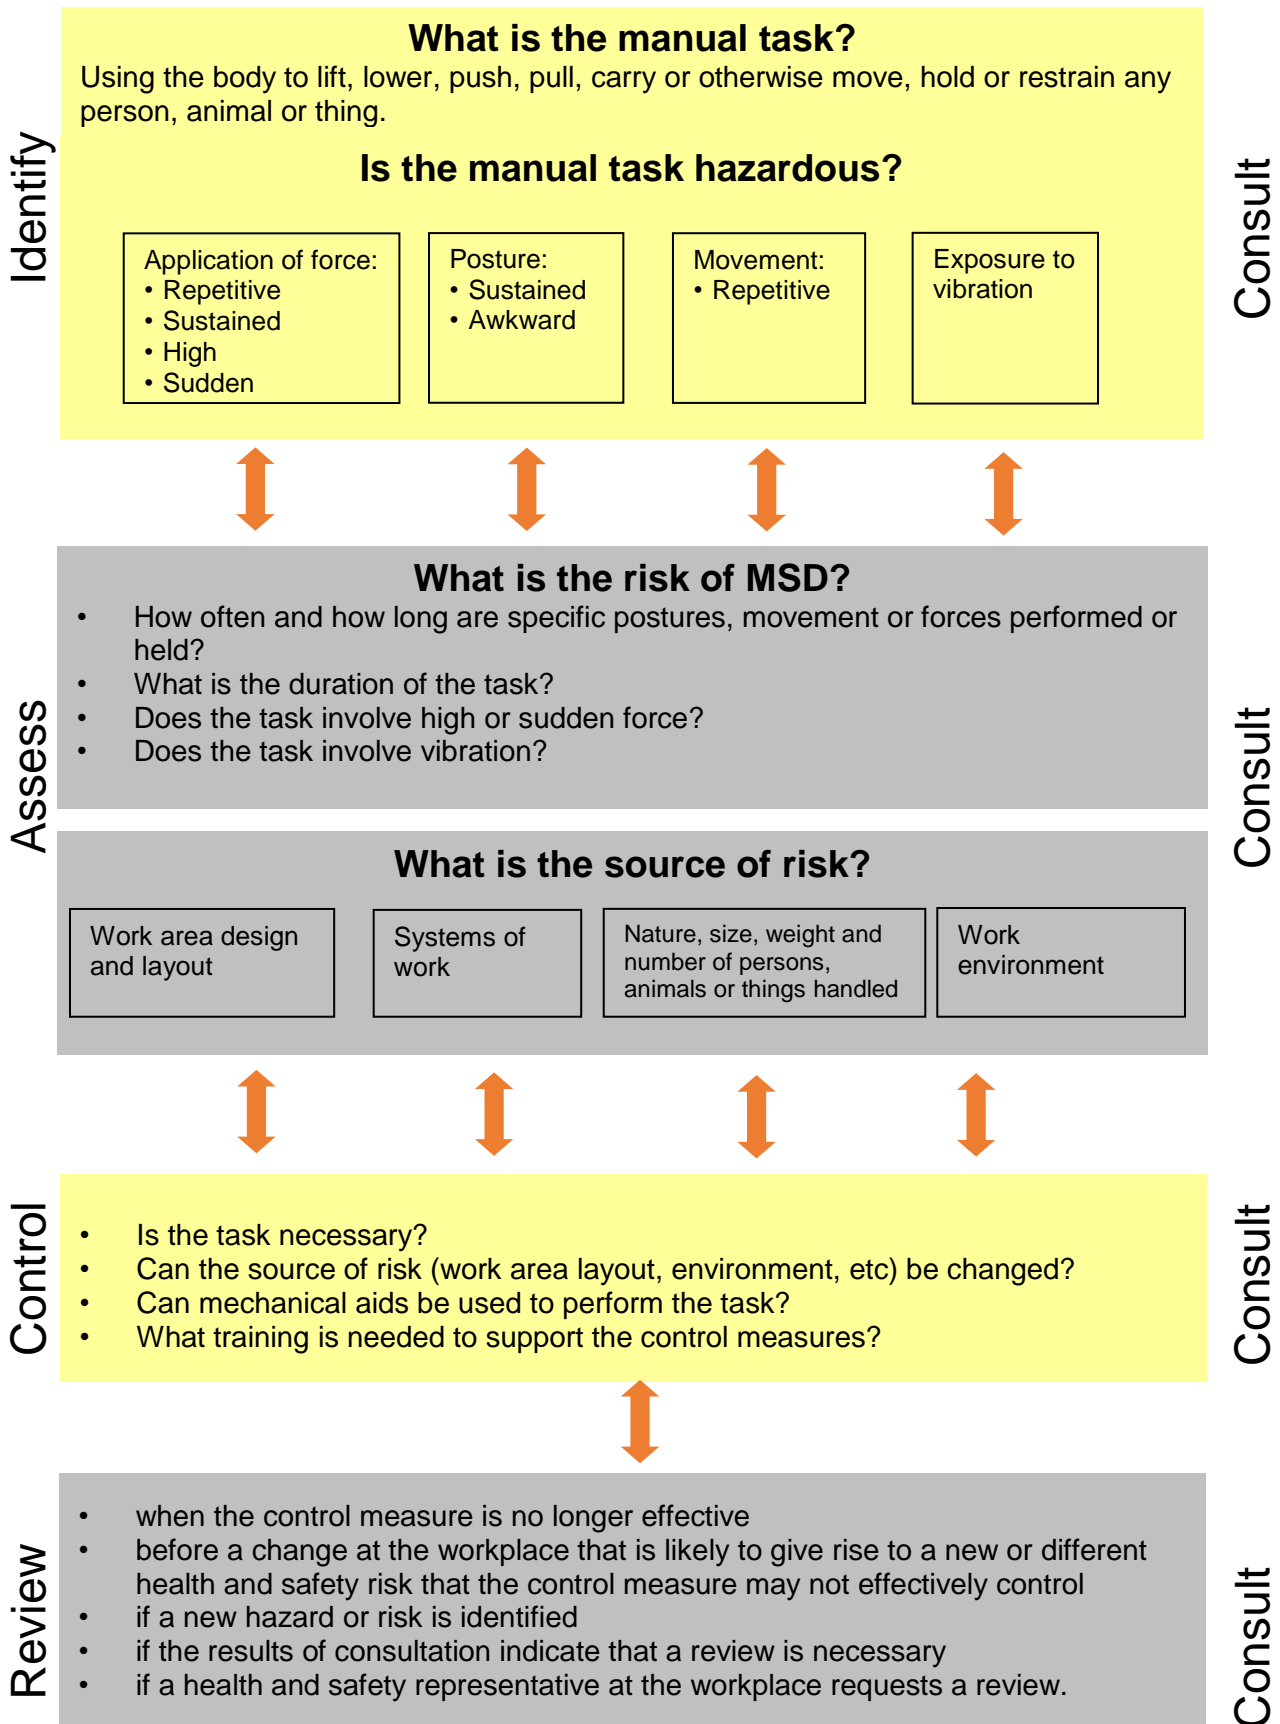 What is the manual task?
Using the body to lift, lower, push, pull, carry or otherwise move, hold or restrain any
person, animal or thing.
Is the manual task hazardous?
Identify
Consult
Application of force:
• Repetitive
• Sustained
• High
• Sudden
Posture:
• Sustained
• Awkward
Movement:
• Repetitive
Exposure to
vibration
What is the risk of MSD?
• How often and how long are specific postures, movement or forces performed or
held?
• What is the duration of the task?
• Does the task involve high or sudden force?
• Does the task involve vibration?
Assess
Consult
What is the source of risk?
Work area design
and layout
Systems of
work
Nature, size, weight and
number of persons,
animals or things handled
Work
environment
Control
Consult
• Is the task necessary?
• Can the source of risk (work area layout, environment, etc) be changed?
• Can mechanical aids be used to perform the task?
• What training is needed to support the control measures?
Review
Consult
• when the control measure is no longer effective
• before a change at the workplace that is likely to give rise to a new or different
health and safety risk that the control measure may not effectively control
• if a new hazard or risk is identified
• if the results of consultation indicate that a review is necessary
• if a health and safety representative at the workplace requests a review.